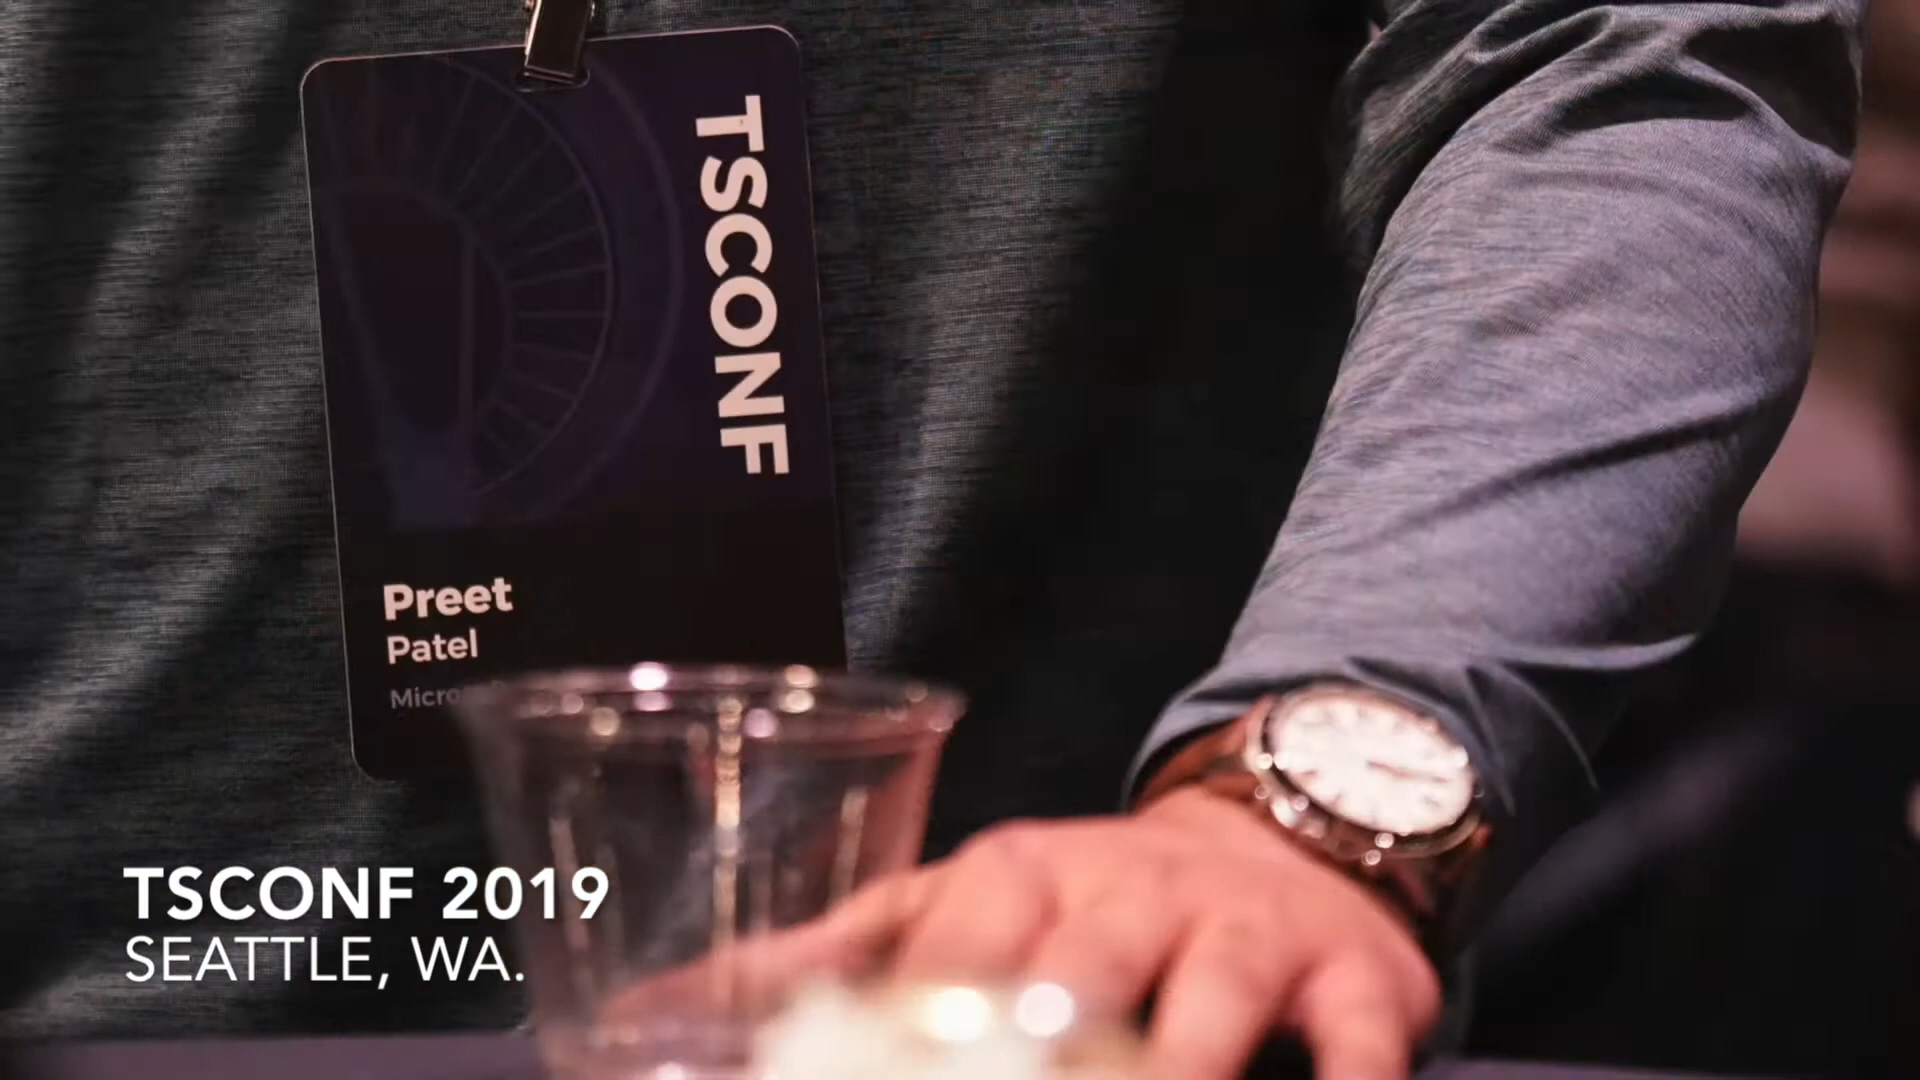 TSCONF
Preet
Patel
TSCONF 2019
SEATTLE, WA.